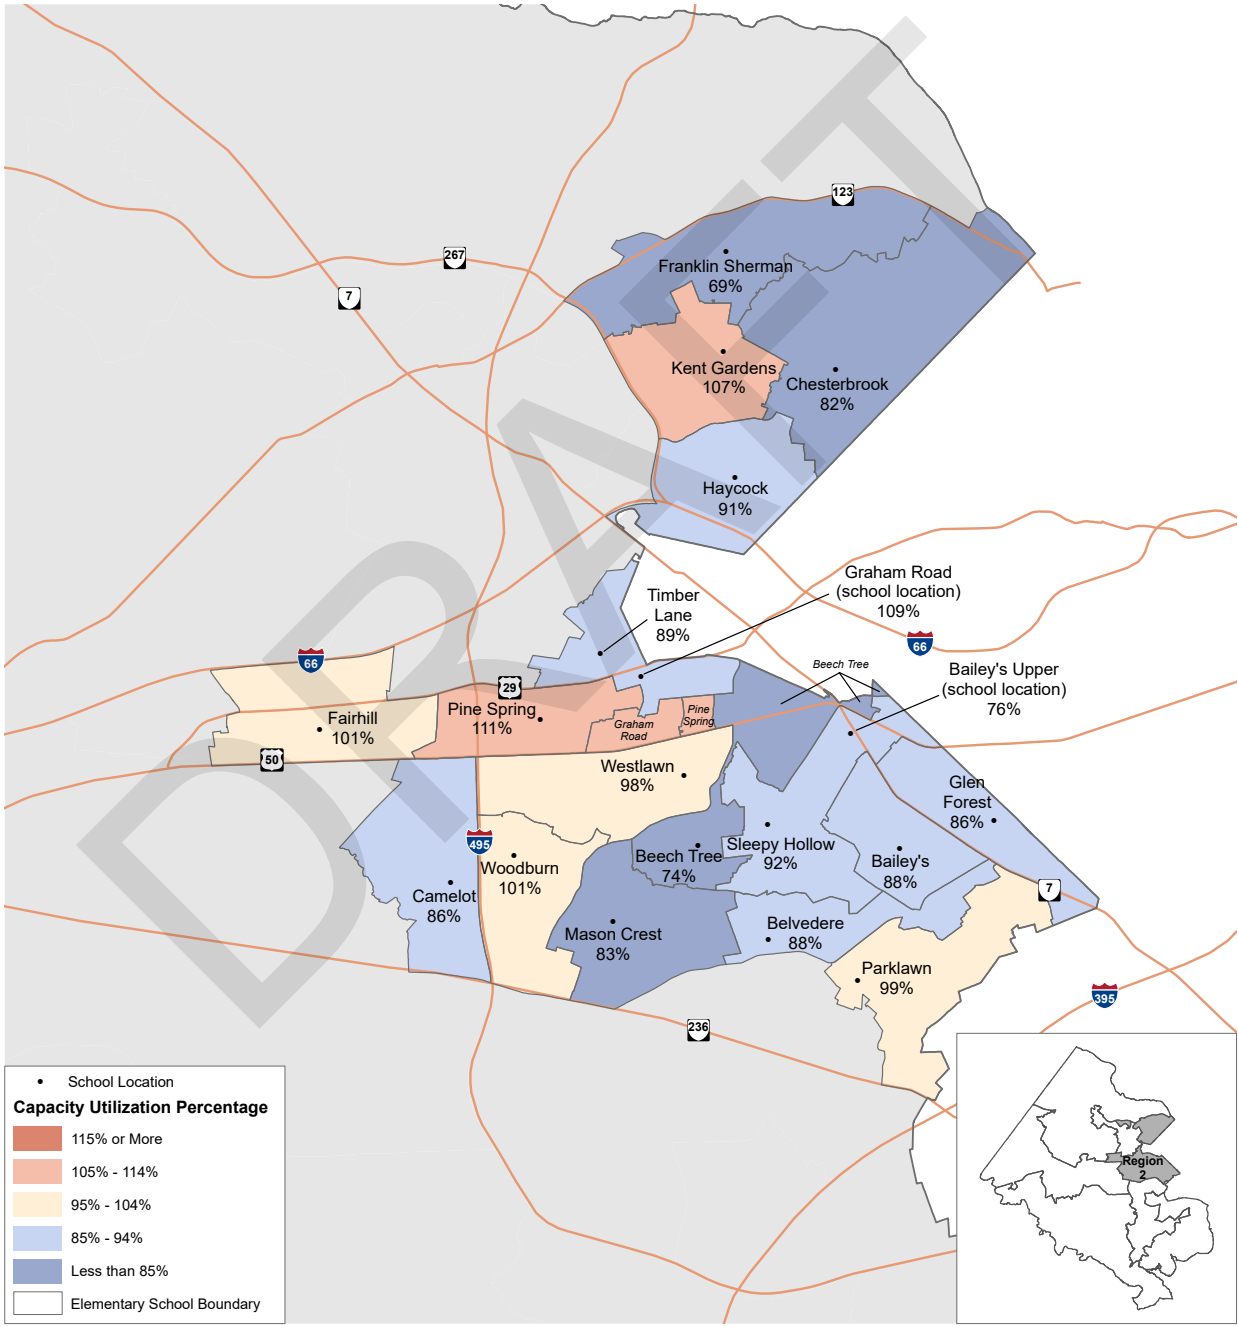 DRAFT
123
267
7
Franklin Sherman
69%
Kent Gardens
107%
Chesterbrook
82%
Haycock
91%
Graham Road
(school location)
109%
Timber
Lane
89%
66
66
Beech Tree
Bailey's Upper
(school location)
76%
29
Pine Spring
111%
Graham
Road
Pine
Spring
Fairhill
101%
50
Westlawn
98%
Glen
Forest
86%
495
Woodburn
101%
Beech Tree
74%
Sleepy Hollow
92%
Bailey's
88%
7
Camelot
86%
Mason Crest
83%
Belvedere
88%
Parklawn
99%
395
236
School Location
Capacity Utilization Percentage
115% or More
105% - 114%
95% - 104%
85% - 94%
Less than 85%
Elementary School Boundary
Region
2